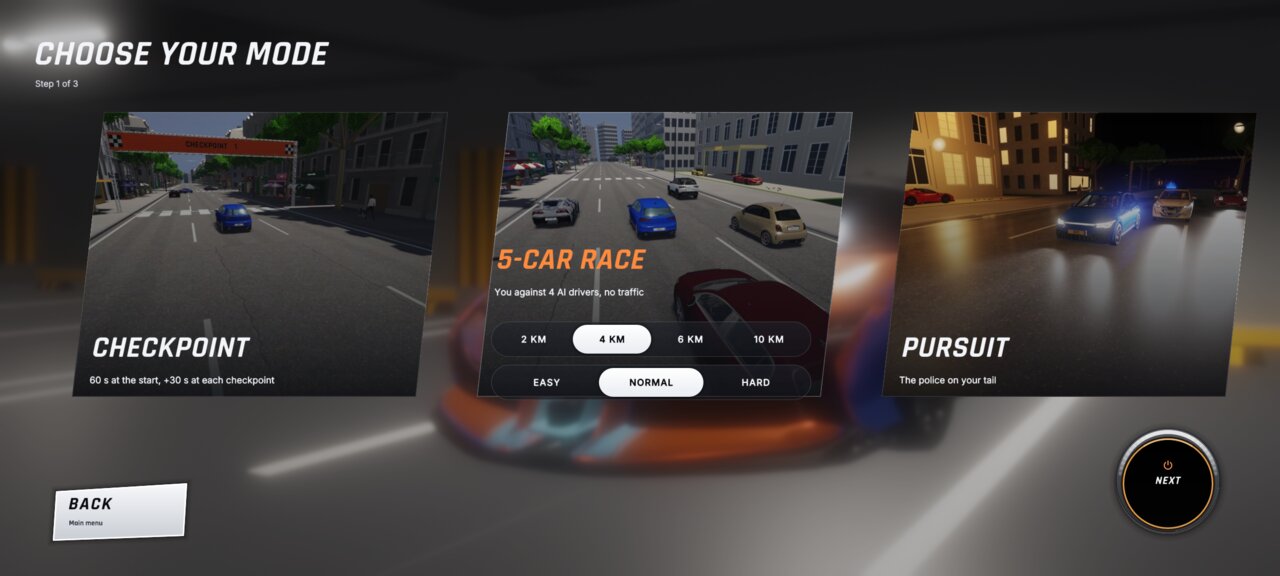 CHOOSE YOUR MODE
Step 1 of 3
CHECKPOINT 1
CHECKPOINT
60 s at the start, +30 s at each checkpoint
5-CAR RACE
You against 4 AI drivers, no traffic
2 KM 4 KM 6 KM 10 KM
EASY NORMAL HARD
PURSUIT
The police on your tail
BACK
Main menu
NEXT